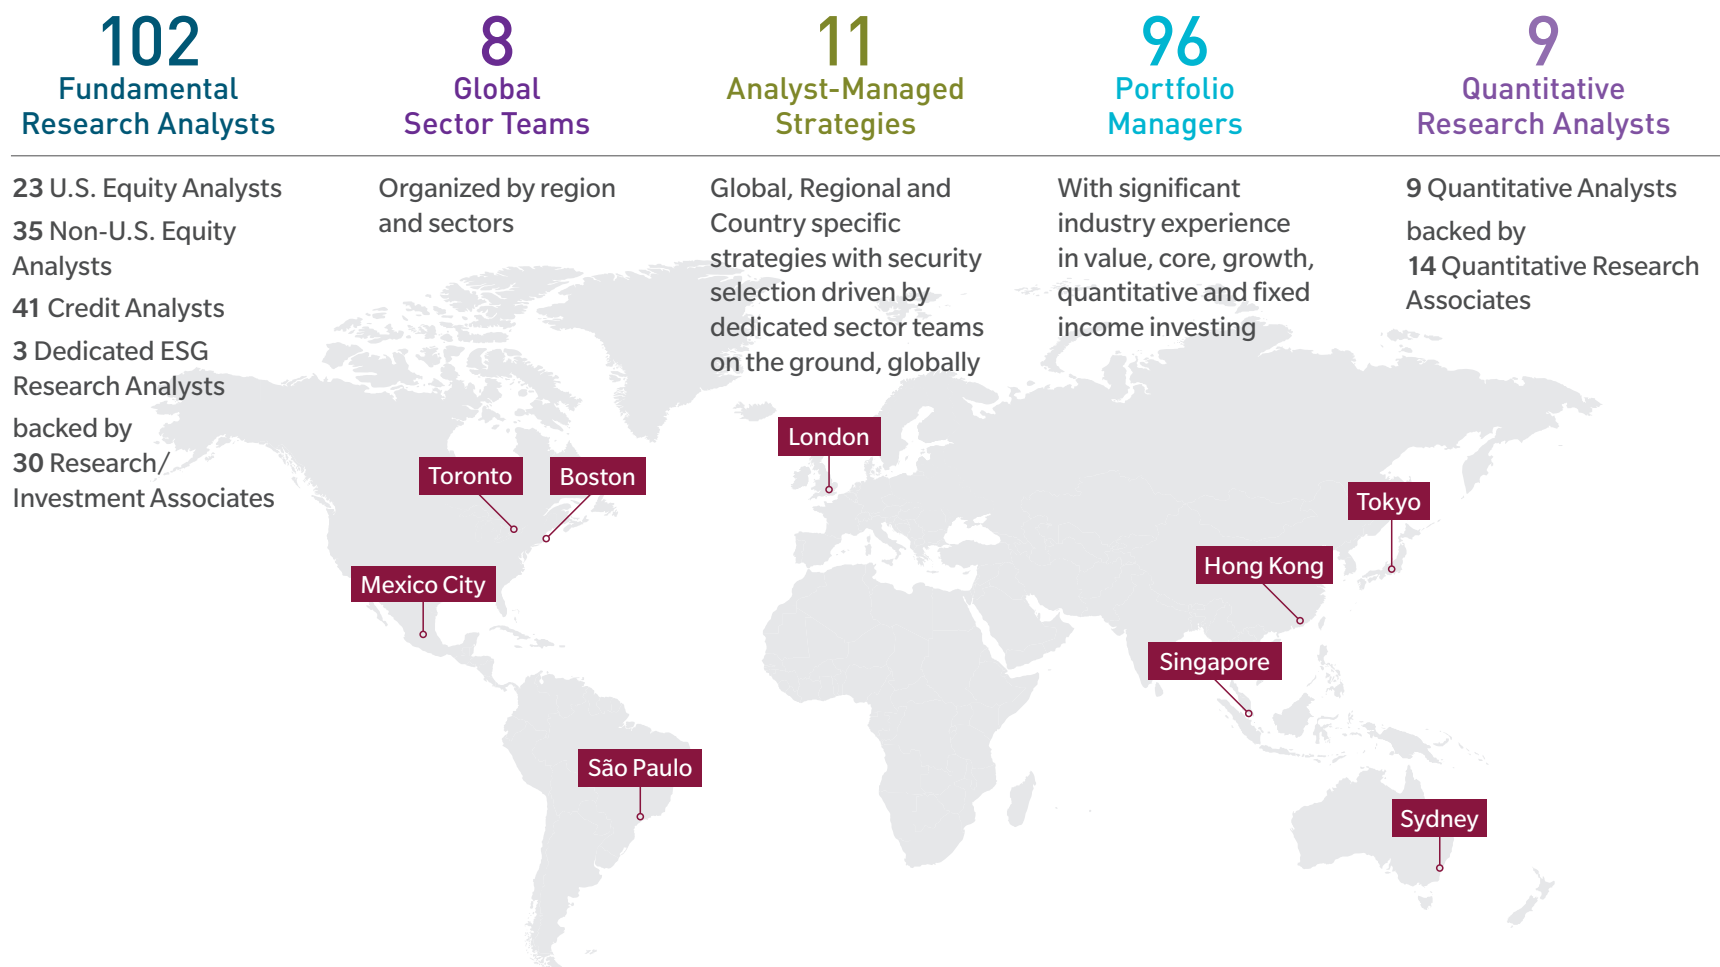 102
Fundamental
Research Analysts
23 U.S. Equity Analysts
35 Non-U.S. Equity
Analysts
41 Credit Analysts
3 Dedicated ESG
Research Analysts
backed by
30 Research/
Investment Associates
8
Global
Sector Teams
Organized by region
and sectors
11
Analyst-Managed
Strategies
Global, Regional and
Country specific
strategies with security
selection driven by
dedicated sector teams
on the ground, globally
96
Portfolio
Managers
With significant
industry experience
in value, core, growth,
quantitative and fixed
income investing
9
Quantitative
Research Analysts
9 Quantitative Analysts
backed by
14 Quantitative Research
Associates
London
Toronto
Boston
Tokyo
Hong Kong
Mexico City
Singapore
São Paulo
Sydney